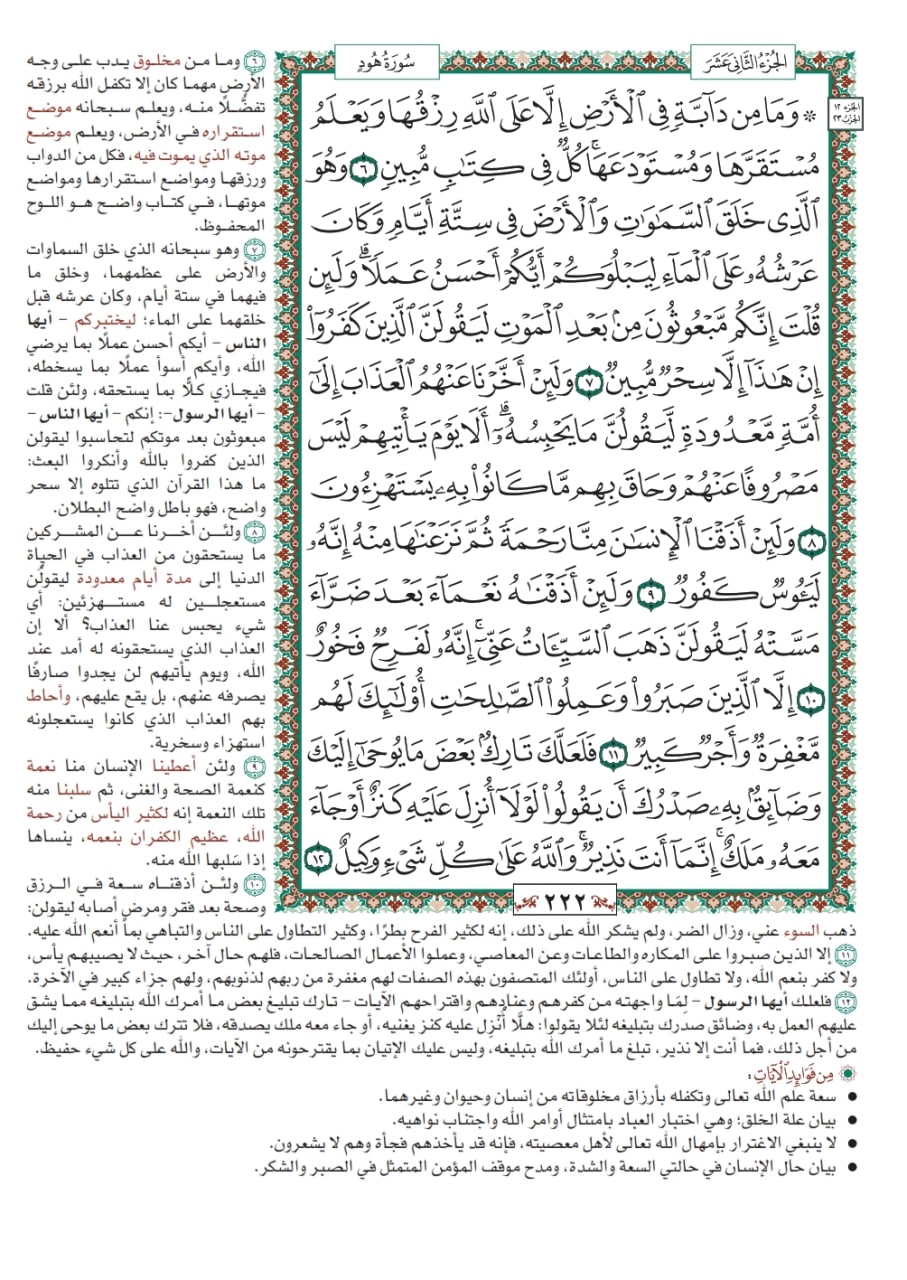 الجُزْءُ الثَّانِي عَشَرَ
سُورَةُ هُودٍ
الجزء ١٢
الحزب ٢٣
۞ وَمَا مِن دَآبَّةٖ فِي ٱلۡأَرۡضِ إِلَّا عَلَى ٱللَّهِ رِزۡقُهَا وَيَعۡلَمُ
مُسۡتَقَرَّهَا وَمُسۡتَوۡدَعَهَاۚ كُلّٞ فِي كِتَٰبٖ مُّبِينٖ ٦ وَهُوَ
ٱلَّذِي خَلَقَ ٱلسَّمَٰوَٰتِ وَٱلۡأَرۡضَ فِي سِتَّةِ أَيَّامٖ وَكَانَ
عَرۡشُهُۥ عَلَى ٱلۡمَآءِ لِيَبۡلُوَكُمۡ أَيُّكُمۡ أَحۡسَنُ عَمَلٗاۗ وَلَئِن
قُلۡتَ إِنَّكُم مَّبۡعُوثُونَ مِنۢ بَعۡدِ ٱلۡمَوۡتِ لَيَقُولَنَّ ٱلَّذِينَ كَفَرُوٓاْ
إِنۡ هَٰذَآ إِلَّا سِحۡرٞ مُّبِينٞ ٧ وَلَئِنۡ أَخَّرۡنَا عَنۡهُمُ ٱلۡعَذَابَ إِلَىٰٓ
أُمَّةٖ مَّعۡدُودَةٖ لَّيَقُولُنَّ مَا يَحۡبِسُهُۥٓۗ أَلَا يَوۡمَ يَأۡتِيهِمۡ لَيۡسَ
مَصۡرُوفًا عَنۡهُمۡ وَحَاقَ بِهِم مَّا كَانُواْ بِهِۦ يَسۡتَهۡزِءُونَ
٨ وَلَئِنۡ أَذَقۡنَا ٱلۡإِنسَٰنَ مِنَّا رَحۡمَةٗ ثُمَّ نَزَعۡنَٰهَا مِنۡهُ إِنَّهُۥ
لَيَـُٔوسٞ كَفُورٞ ٩ وَلَئِنۡ أَذَقۡنَٰهُ نَعۡمَآءَ بَعۡدَ ضَرَّآءَ
مَسَّتۡهُ لَيَقُولَنَّ ذَهَبَ ٱلسَّيِّـَٔاتُ عَنِّيٓۚ إِنَّهُۥ لَفَرِحٞ فَخُورٌ
١٠ إِلَّا ٱلَّذِينَ صَبَرُواْ وَعَمِلُواْ ٱلصَّٰلِحَٰتِ أُوْلَٰٓئِكَ لَهُم
مَّغۡفِرَةٞ وَأَجۡرٞ كَبِيرٞ ١١ فَلَعَلَّكَ تَارِكُۢ بَعۡضَ مَا يُوحَىٰٓ إِلَيۡكَ
وَضَآئِقُۢ بِهِۦ صَدۡرُكَ أَن يَقُولُواْ لَوۡلَآ أُنزِلَ عَلَيۡهِ كَنزٌ أَوۡ جَآءَ
مَعَهُۥ مَلَكٌۚ إِنَّمَآ أَنتَ نَذِيرٞۚ وَٱللَّهُ عَلَىٰ كُلِّ شَيۡءٖ وَكِيلٌ ١٢
٢٢٢
٦ وما من مخلوق يدب على وجه
الأرض مهما كان إلا تكفل الله برزقه
تفضُّلًا منه، ويعلم سبحانه موضع
استقراره في الأرض، ويعلم موضع
موته الذي يموت فيه، فكل من الدواب
ورزقها ومواضع استقرارها ومواضع
موتها، في كتاب واضح هو اللوح
المحفوظ.
٧ وهو سبحانه الذي خلق السماوات
والأرض على عظمهما، وخلق ما
فيهما في ستة أيام، وكان عرشه قبل
خلقهما على الماء؛ ليختبركم – أيها
الناس – أيكم أحسن عملًا بما يرضي
الله، وأيكم أسوأ عملًا بما يسخطه،
فيجازي كلًّا بما يستحقه، ولئن قلت
– أيها الرسول–: إنكم – أيها الناس–
مبعوثون بعد موتكم لتحاسبوا ليقولن
الذين كفروا بالله وأنكروا البعث:
ما هذا القرآن الذي تتلوه إلا سحر
واضح، فهو باطل واضح البطلان.
٨ ولئن أخرنا عن المشركين
ما يستحقون من العذاب في الحياة
الدنيا إلى مدة أيام معدودة ليقولُن
مستعجلين له مستهزئين: أي
شيء يحبس عنا العذاب؟ ألا إن
العذاب الذي يستحقونه له أمد عند
الله، ويوم يأتيهم لن يجدوا صارفًا
يصرفه عنهم، بل يقع عليهم، وأحاط
بهم العذاب الذي كانوا يستعجلونه
استهزاء وسخرية.
٩ ولئن أعطينا الإنسان منا نعمة
كنعمة الصحة والغنى، ثم سلبنا منه
تلك النعمة إنه لكثير اليأس من رحمة
الله، عظيم الكفران بنعمه، ينساها
إذا سَلبها الله منه.
١٠ ولئن أذقناه سعة في الرزق
وصحة بعد فقر ومرض أصابه ليقولن:
ذهب السوء عني، وزال الضر، ولم يشكر الله على ذلك، إنه لكثير الفرح بطرًا، وكثير التطاول على الناس والتباهي بما أنعم الله عليه.
١١ إلا الذين صبروا على المكاره والطاعات وعن المعاصي، وعملوا الأعمال الصالحات، فلهم حال آخر، حيث لا يصيبهم يأس،
ولا كفر بنعم الله، ولا تطاول على الناس، أولئك المتصفون بهذه الصفات لهم مغفرة من ربهم لذنوبهم، ولهم جزاء كبير في الآخرة.
١٢ فلعلك أيها الرسول – لِمَا واجهته من كفرهم وعنادهم واقتراحهم الآيات – تارك تبليغ بعض ما أمرك الله بتبليغه مما يشق
عليهم العمل به، وضائق صدرك بتبليغه لئلا يقولوا: هلَّا أُنْزِل عليه كنز يغنيه، أو جاء معه ملك يصدقه، فلا تترك بعض ما يوحى إليك
من أجل ذلك، فما أنت إلا نذير، تبلغ ما أمرك الله بتبليغه، وليس عليك الإتيان بما يقترحونه من الآيات، والله على كل شيء حفيظ.
مِن فَوَائِدِ الآيَاتِ:
● سعة علم الله تعالى وتكفله بأرزاق مخلوقاته من إنسان وحيوان وغيرهما.
● بيان علة الخلق؛ وهي اختبار العباد بامتثال أوامر الله واجتناب نواهيه.
● لا ينبغي الاغترار بإمهال الله تعالى لأهل معصيته، فإنه قد يأخذهم فجأة وهم لا يشعرون.
● بيان حال الإنسان في حالتي السعة والشدة، ومدح موقف المؤمن المتمثل في الصبر والشكر.